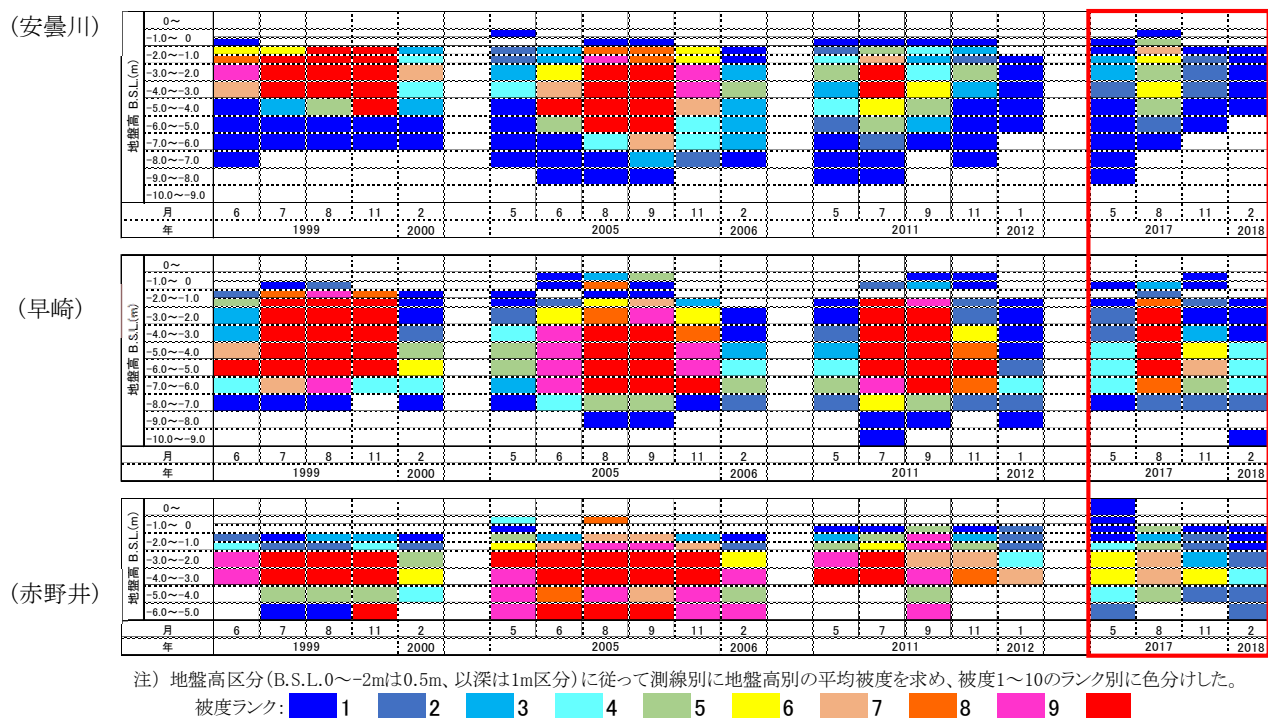 (安曇川)
地盤高 B.S.L.(m)
0～
-1.0～ 0
-2.0～-1.0
-3.0～-2.0
-4.0～-3.0
-5.0～-4.0
-6.0～-5.0
-7.0～-6.0
-8.0～-7.0
-9.0～-8.0
-10.0～-9.0
月 6 7 8 11 2 5 6 8 9 11 2 5 7 9 11 1 5 8 11 2
年 1999 2000 2005 2006 2011 2012 2017 2018
(早崎)
地盤高 B.S.L.(m)
0～
-1.0～ 0
-2.0～-1.0
-3.0～-2.0
-4.0～-3.0
-5.0～-4.0
-6.0～-5.0
-7.0～-6.0
-8.0～-7.0
-9.0～-8.0
-10.0～-9.0
月 6 7 8 11 2 5 6 8 9 11 2 5 7 9 11 1 5 8 11 2
年 1999 2000 2005 2006 2011 2012 2017 2018
(赤野井)
地盤高 B.S.L.(m)
0～
-1.0～ 0
-2.0～-1.0
-3.0～-2.0
-4.0～-3.0
-5.0～-4.0
-6.0～-5.0
月 6 7 8 11 2 5 6 8 9 11 2 5 7 9 11 1 5 8 11 2
年 1999 2000 2005 2006 2011 2012 2017 2018
注) 地盤高区分(B.S.L.0～-2mは0.5m、以深は1m区分)に従って測線別に地盤高別の平均被度を求め、被度1～10のランク別に色分けした。
被度ランク: 1 2 3 4 5 6 7 8 9